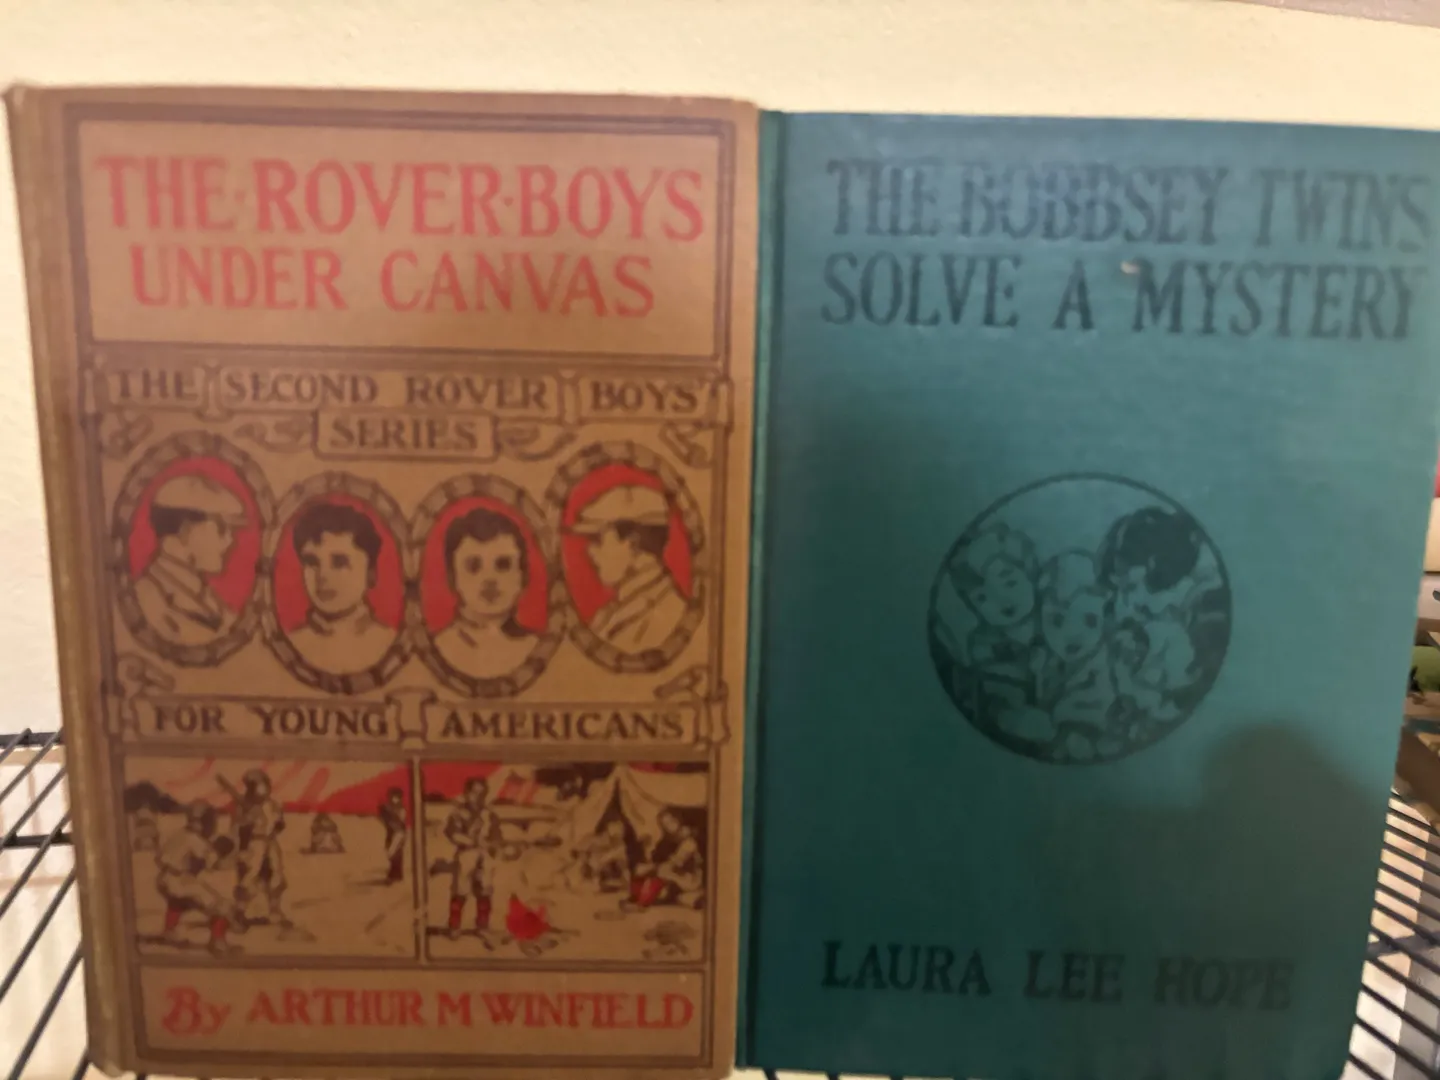 THE·ROVER·BOYS
UNDER CANVAS
THE SECOND ROVER BOYS'
SERIES
FOR YOUNG AMERICANS
By ARTHUR M WINFIELD
THE BOBBSEY TWINS
SOLVE A MYSTERY
LAURA LEE HOPE